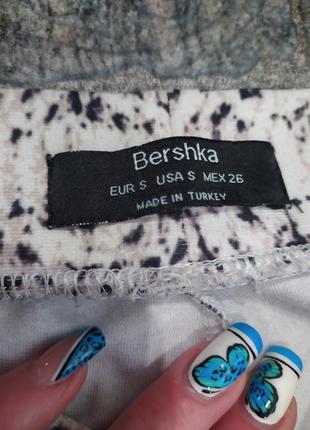 Bershka
EUR S USA S MEX 26
MADE IN TURKEY